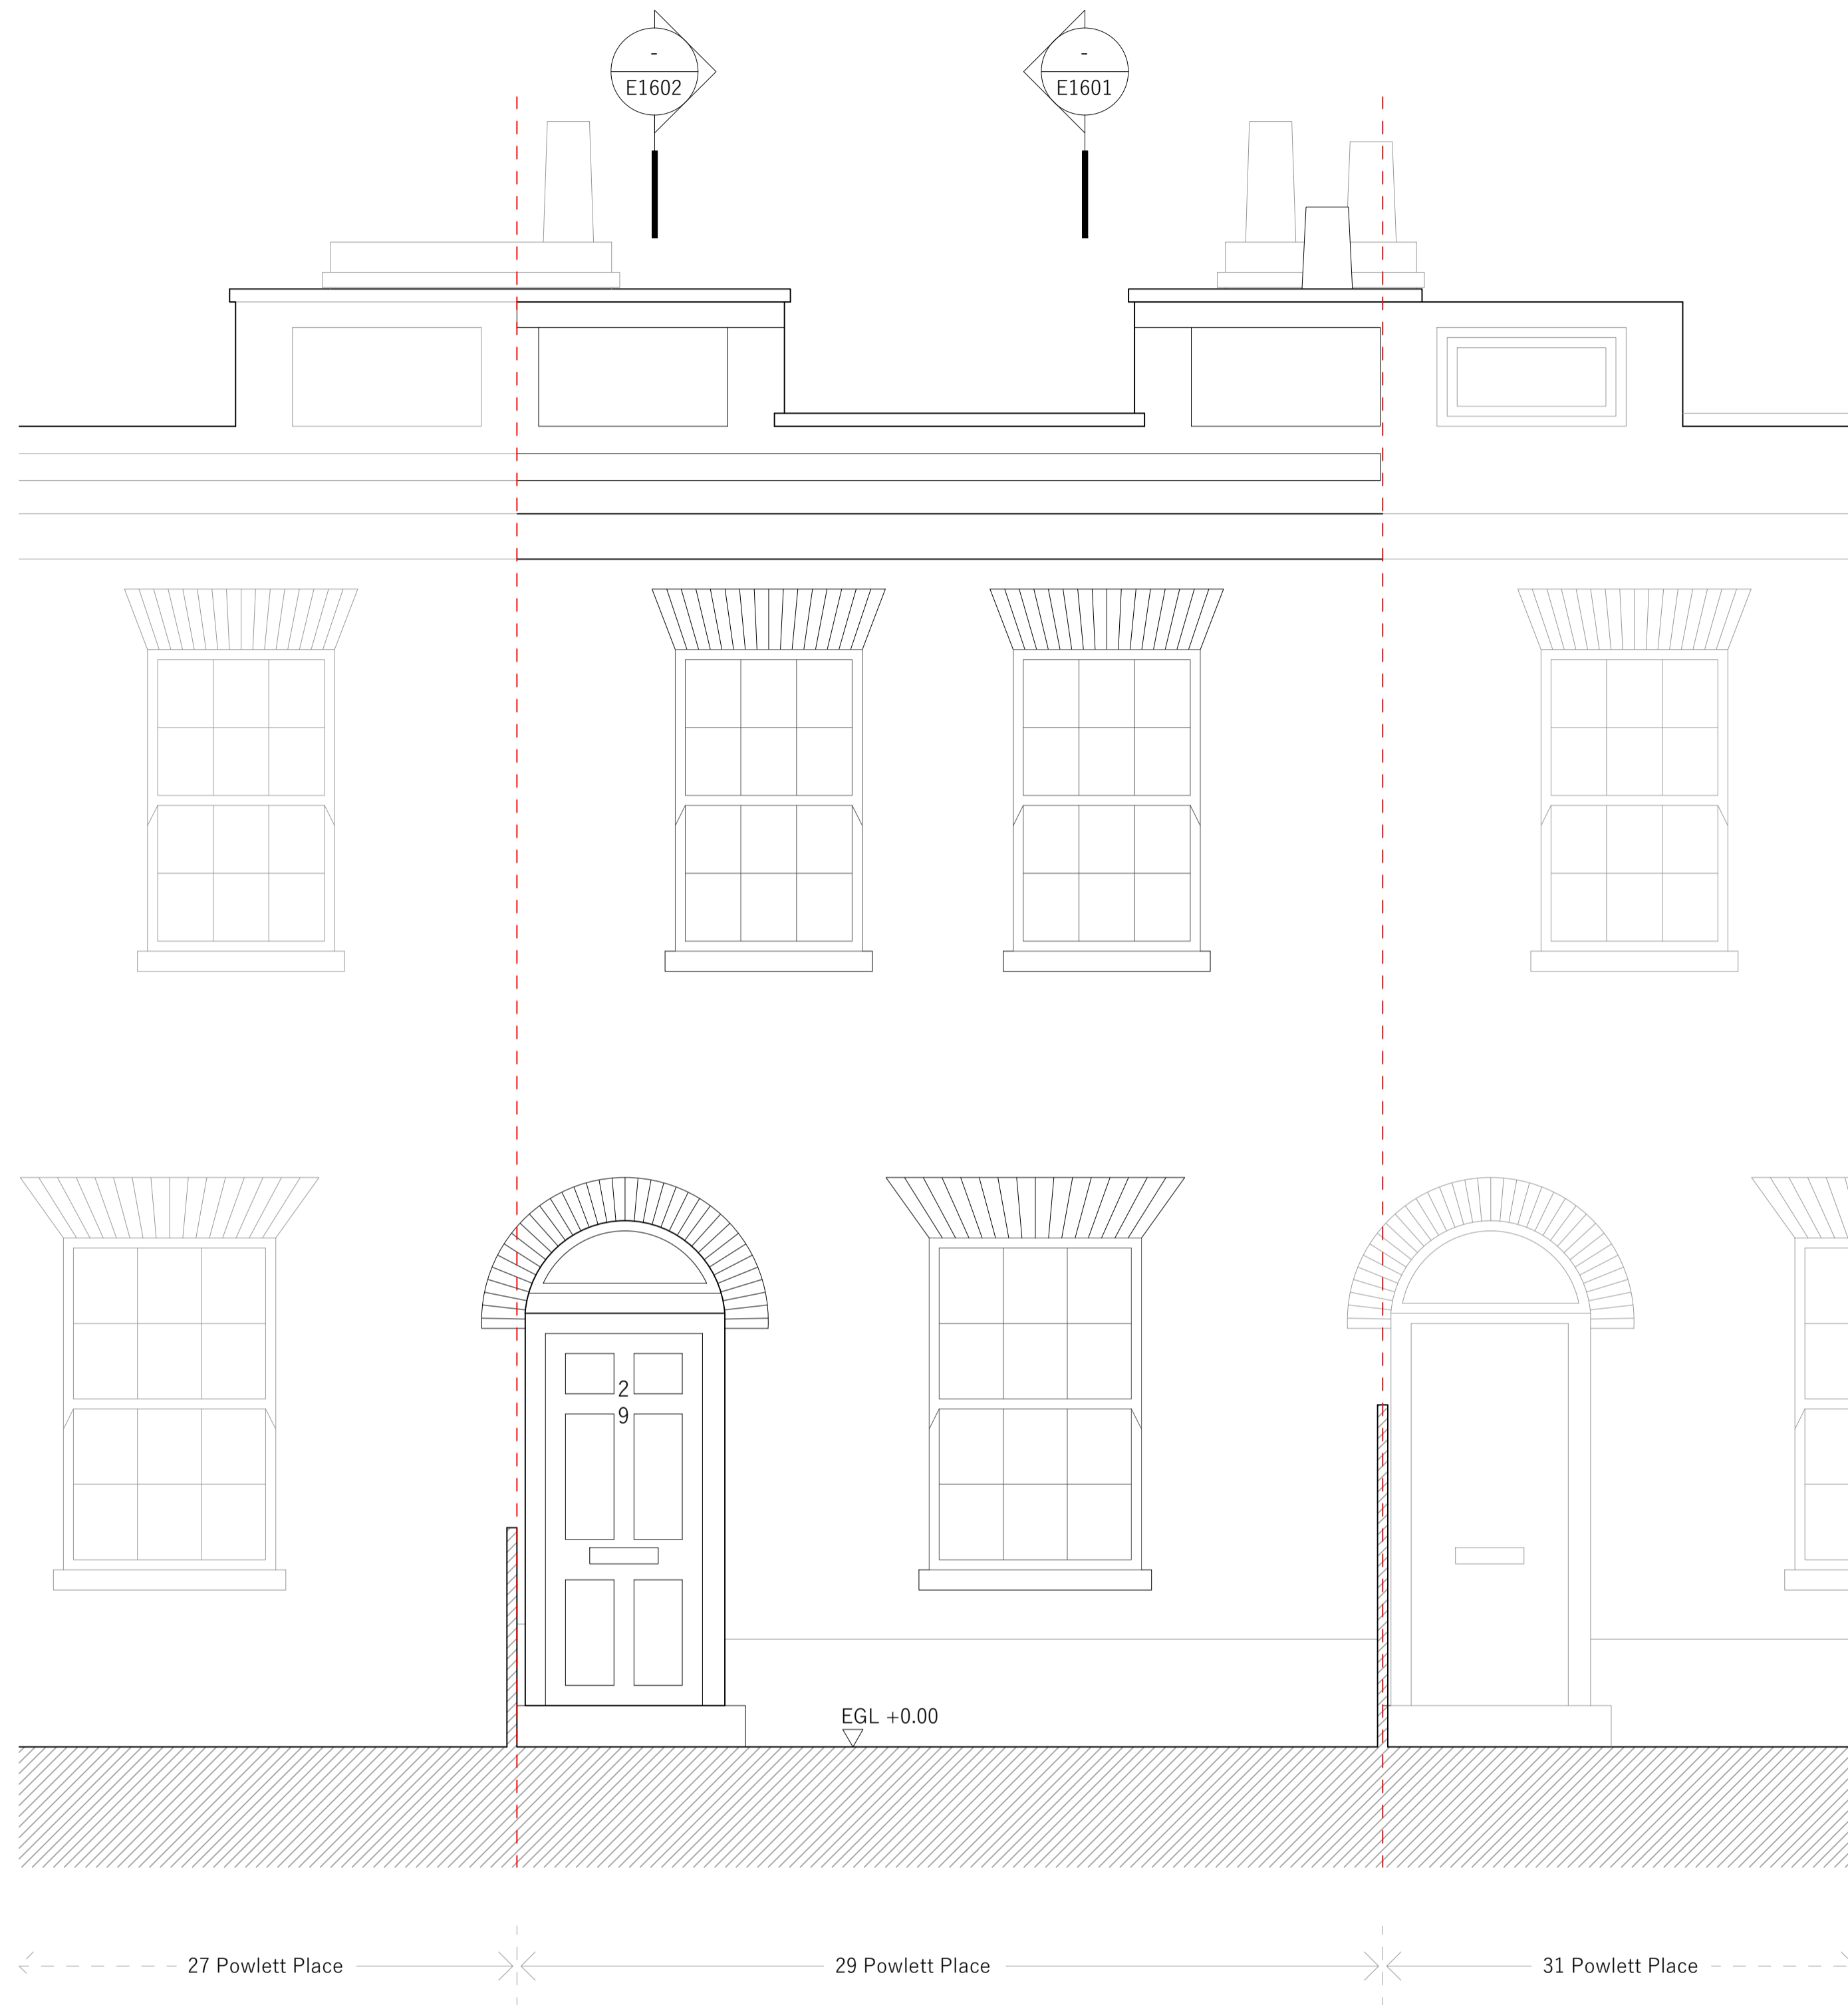 -
E1602
-
E1601
2
9
EGL +0.00
27 Powlett Place
29 Powlett Place
31 Powlett Place